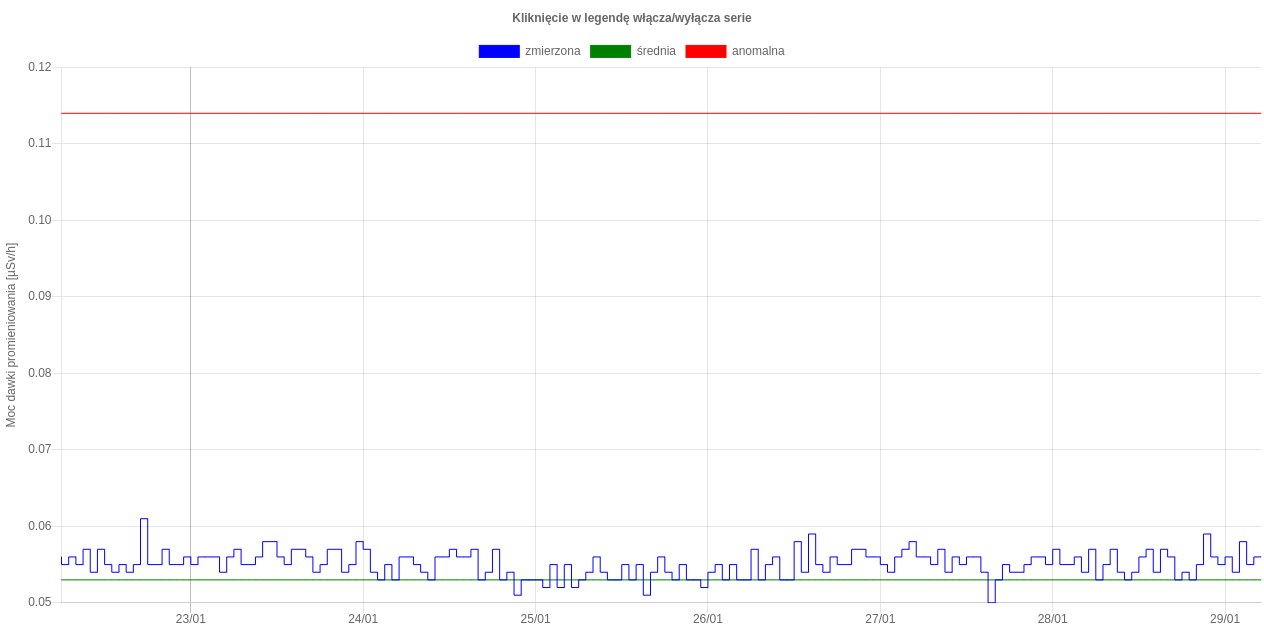 Kliknięcie w legendę włącza/wyłącza serie
zmierzona średnia anomalna
Moc dawki promieniowania [µSv/h]
0.12
0.11
0.10
0.09
0.08
0.07
0.06
0.05
23/01 24/01 25/01 26/01 27/01 28/01 29/01